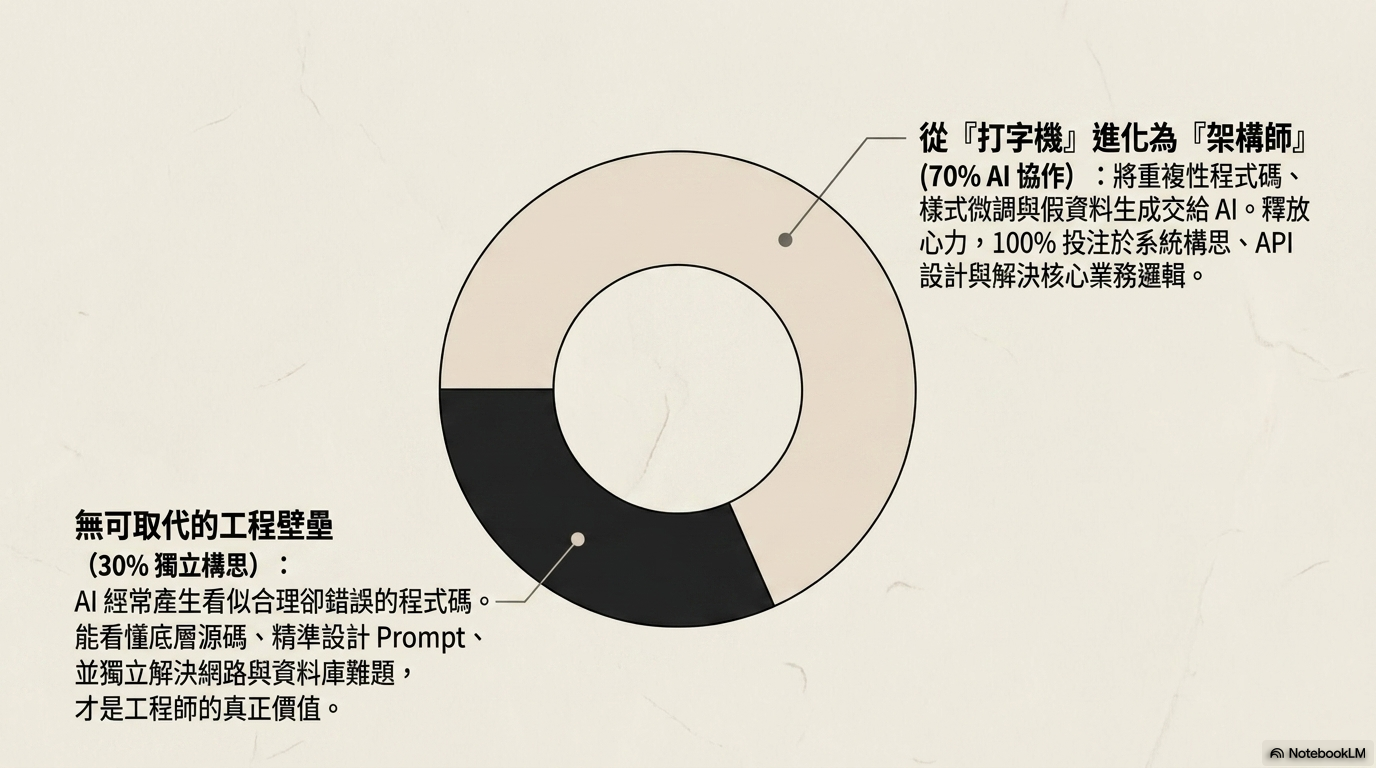 從『打字機』進化為『架構師』
(70% AI 協作）：將重複性程式碼、
樣式微調與假資料生成交給 AI。釋放
心力，100% 投注於系統構思、API
設計與解決核心業務邏輯。
無可取代的工程壁壘
（30% 獨立構思）：
AI 經常產生看似合理卻錯誤的程式碼。
能看懂底層源碼、精準設計 Prompt、
並獨立解決網路與資料庫難題，
才是工程師的真正價值。
NotebookLM